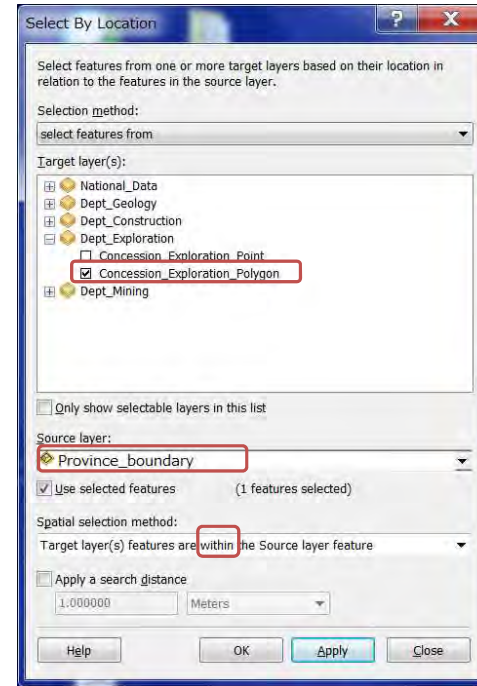 Select By Location
?
X
Select features from one or more target layers based on their location in
relation to the features in the source layer.
Selection method:
select features from
Target layer(s):
National_Data
Dept_Geology
Dept_Construction
Dept_Exploration
Concession_Exploration_Point
Concession_Exploration_Polygon
Dept_Mining
Only show selectable layers in this list
Source layer:
Province_boundary
Use selected features (1 features selected)
Spatial selection method:
Target layer(s) features are within the Source layer feature
Apply a search distance
1.000000 Meters
Help OK Apply Close